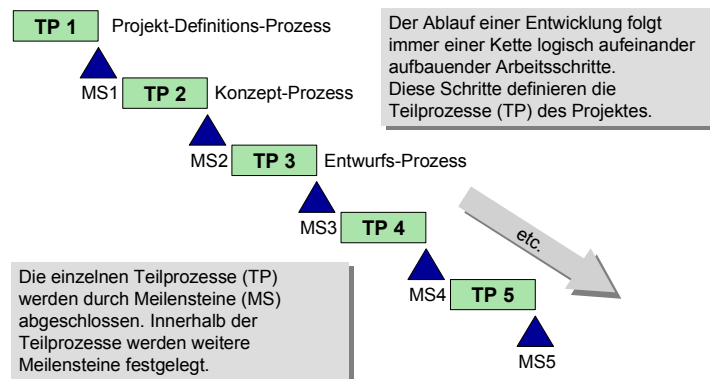 TP 1 Projekt-Definitions-Prozess
Der Ablauf einer Entwicklung folgt
immer einer Kette logisch aufeinander
aufbauender Arbeitsschritte.
Diese Schritte definieren die
Teilprozesse (TP) des Projektes.
MS1 TP 2 Konzept-Prozess
MS2 TP 3 Entwurfs-Prozess
MS3 TP 4
etc.
MS4 TP 5
MS5
Die einzelnen Teilprozesse (TP)
werden durch Meilensteine (MS)
abgeschlossen. Innerhalb der
Teilprozesse werden weitere
Meilensteine festgelegt.